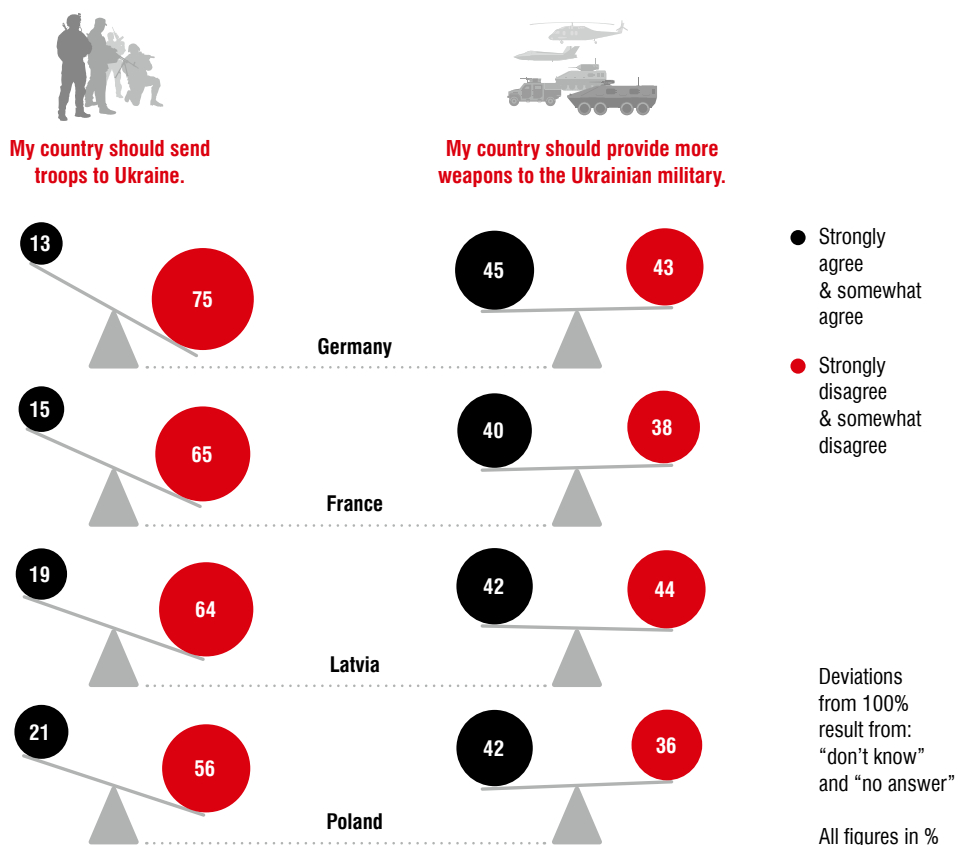 My country should send
troops to Ukraine.
My country should provide more
weapons to the Ukrainian military.
13
75
45
43
Germany
15
65
40
38
France
19
64
42
44
Latvia
21
56
42
36
Poland
Strongly
agree
& somewhat
agree
Strongly
disagree
& somewhat
disagree
Deviations
from 100%
result from:
“don’t know”
and “no answer”
All figures in %